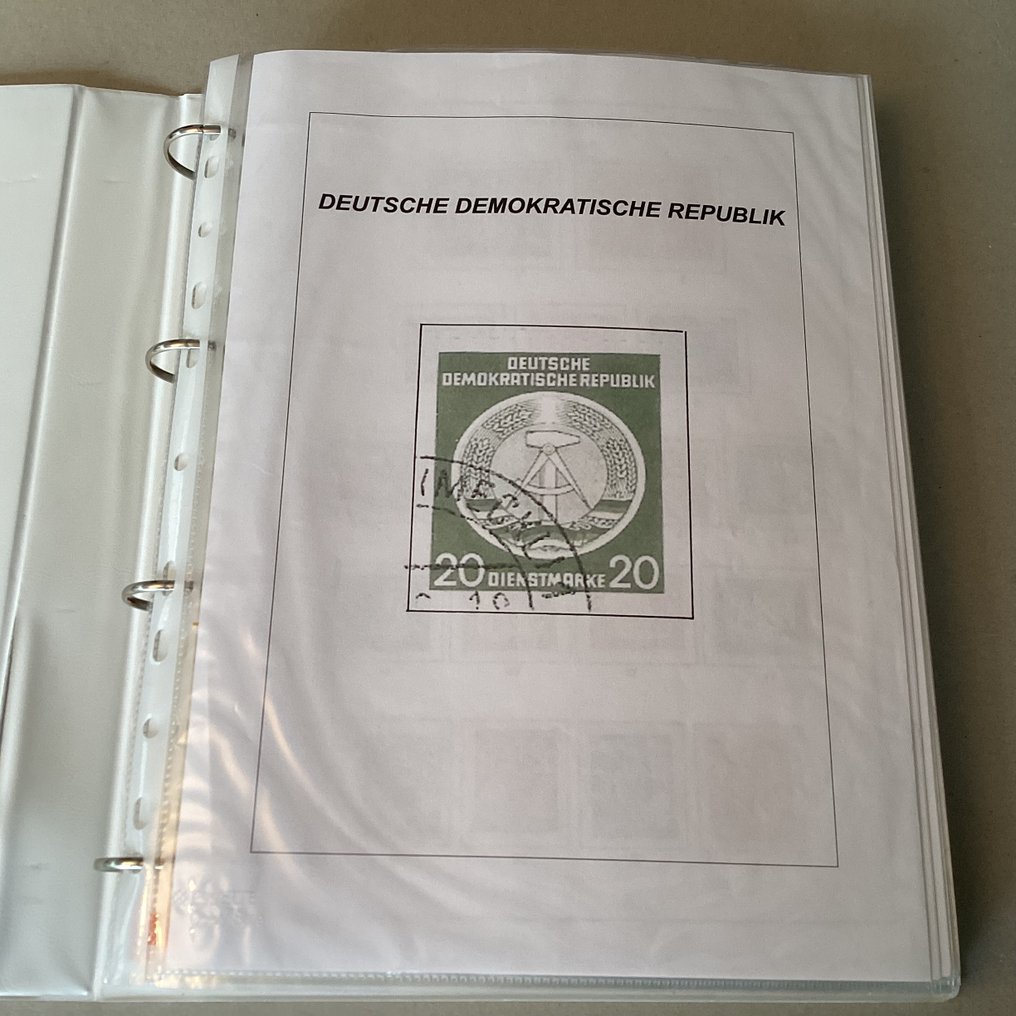 DEUTSCHE DEMOKRATISCHE REPUBLIK
DEUTSCHE
DEMOKRATISCHE REPUBLIK
20 DIENSTMARKE 20